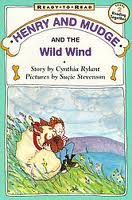 READY-TO-READ
HENRY AND MUDGE
AND THE
Wild Wind
Story by Cynthia Rylant
Pictures by Suçie Stevenson